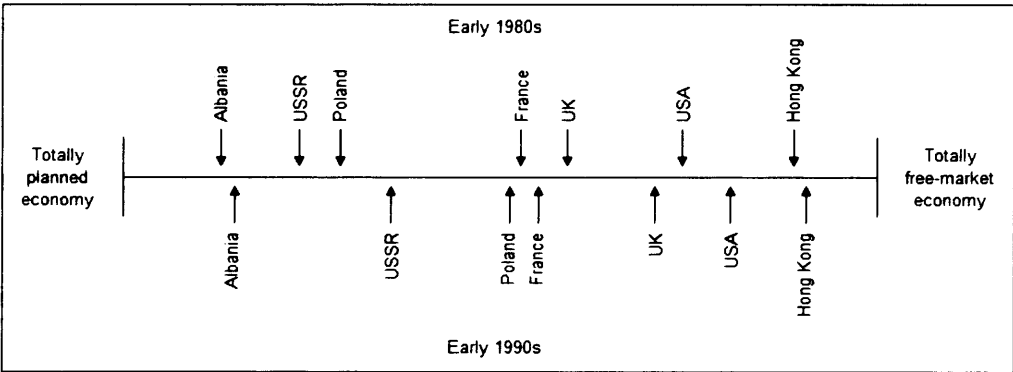 Early 1980s
Albania
USSR
Poland
France
UK
USA
Hong Kong
Totally
planned
economy
Totally
free-market
economy
Albania
USSR
Poland
France
UK
USA
Hong Kong
Early 1990s